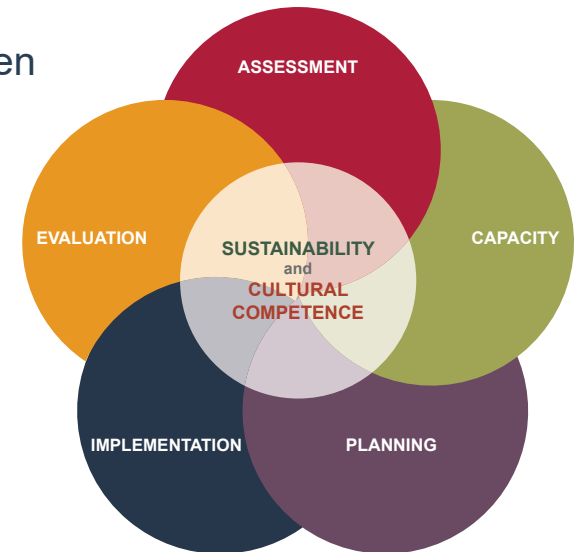 en
ASSESSMENT
EVALUATION
CAPACITY
SUSTAINABILITY
and
CULTURAL
COMPETENCE
IMPLEMENTATION
PLANNING